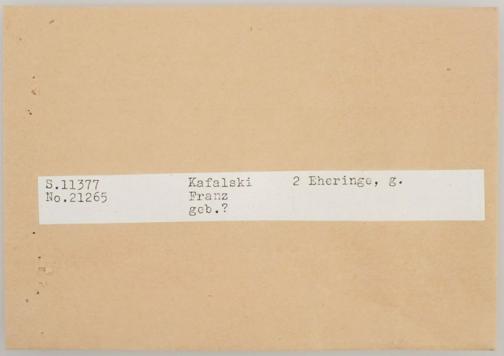 S.11377 Kafalski 2 Eheringe, g.
No.21265 Franz
geb.?